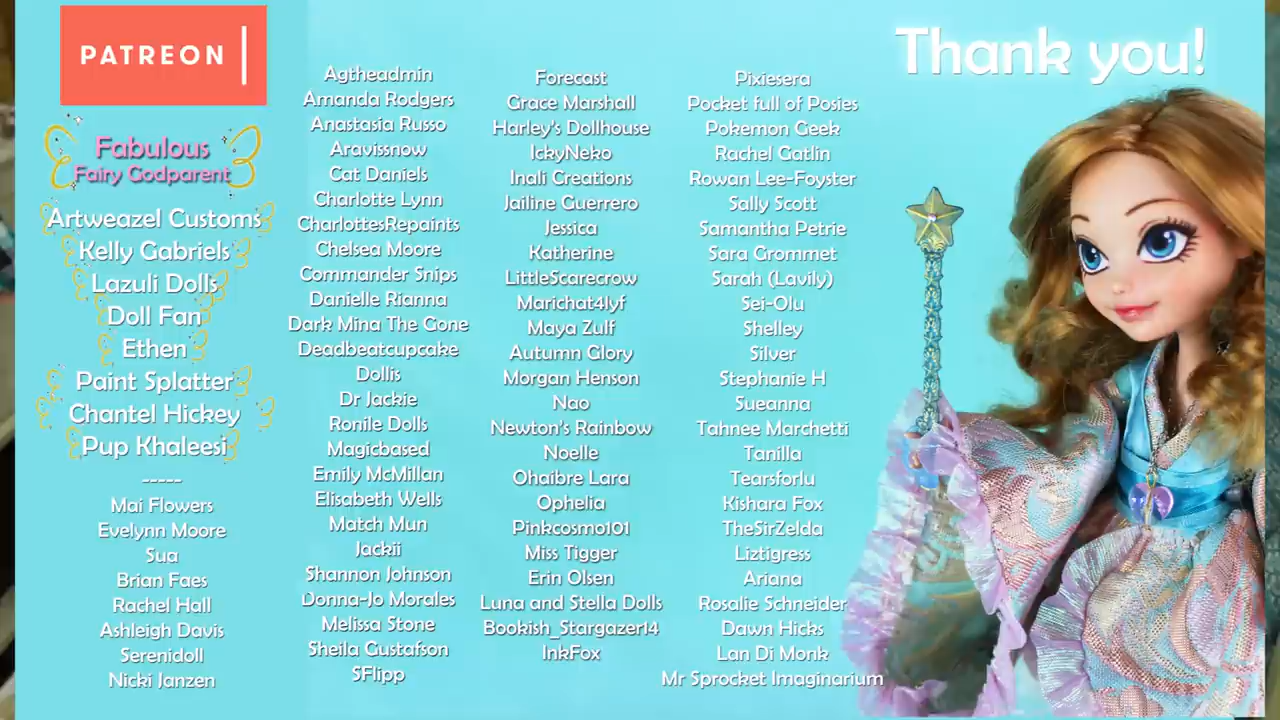 PATREON
Fabulous
Fairy Godparent
Artweazel Customs
Kelly Gabriels
Lazuli Dolls
Doll Fan
Ethen
Paint Splatter
Chantel Hickey
Pup Khaleesi
-----
Mai Flowers
Evelynn Moore
Sua
Brian Faes
Rachel Hall
Ashleigh Davis
Serenidoll
Nicki Janzen
Agtheadmin
Amanda Rodgers
Anastasia Russo
Aravissnow
Cat Daniels
Charlotte Lynn
CharlottesRepaints
Chelsea Moore
Commander Snips
Danielle Rianna
Dark Mina The Gone
Deadbeatcupcake
Dollis
Dr Jackie
Ronile Dolls
Magicbased
Emily McMillan
Elisabeth Wells
Match Mun
Jackii
Shannon Johnson
Donna-Jo Morales
Melissa Stone
Sheila Gustafson
SFlipp
Forecast
Grace Marshall
Harley's Dollhouse
IckyNeko
Inali Creations
Jailine Guerrero
Jessica
Katherine
LittleScarecrow
Marichat4lyf
Maya Zulf
Autumn Glory
Morgan Henson
Nao
Newton's Rainbow
Noelle
Ohaibre Lara
Ophelia
Pinkcosmo101
Miss Tigger
Erin Olsen
Luna and Stella Dolls
Bookish_Stargazer14
InkFox
Pixiesera
Pocket full of Posies
Pokemon Geek
Rachel Gatlin
Rowan Lee-Foyster
Sally Scott
Samantha Petrie
Sara Grommet
Sarah (Lavily)
Sei-Olu
Shelley
Silver
Stephanie H
Sueanna
Tahnee Marchetti
Tanilla
Tearsforlu
Kishara Fox
TheSirZelda
Liztigress
Ariana
Rosalie Schneider
Dawn Hicks
Lan Di Monk
Mr Sprocket Imaginarium
Thank you!